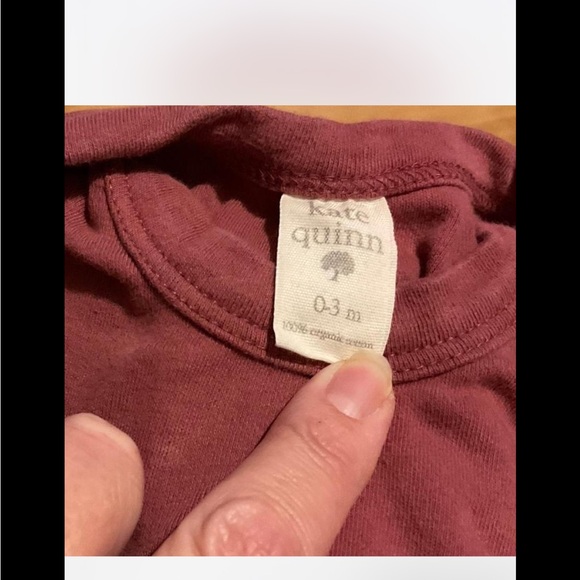 kate
quinn
0-3 m
100% organic cotton